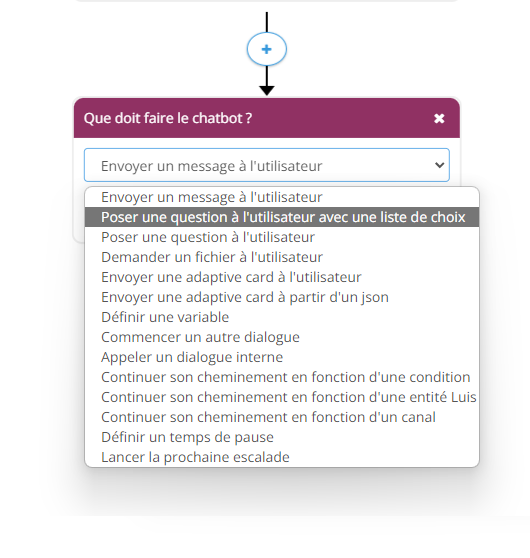 Que doit faire le chatbot ?
Envoyer un message à l'utilisateur
Envoyer un message à l'utilisateur
Poser une question à l'utilisateur avec une liste de choix
Poser une question à l'utilisateur
Demander un fichier à l'utilisateur
Envoyer une adaptive card à l'utilisateur
Envoyer une adaptive card à partir d'un json
Définir une variable
Commencer un autre dialogue
Appeler un dialogue interne
Continuer son cheminement en fonction d'une condition
Continuer son cheminement en fonction d'une entité Luis
Continuer son cheminement en fonction d'un canal
Définir un temps de pause
Lancer la prochaine escalade